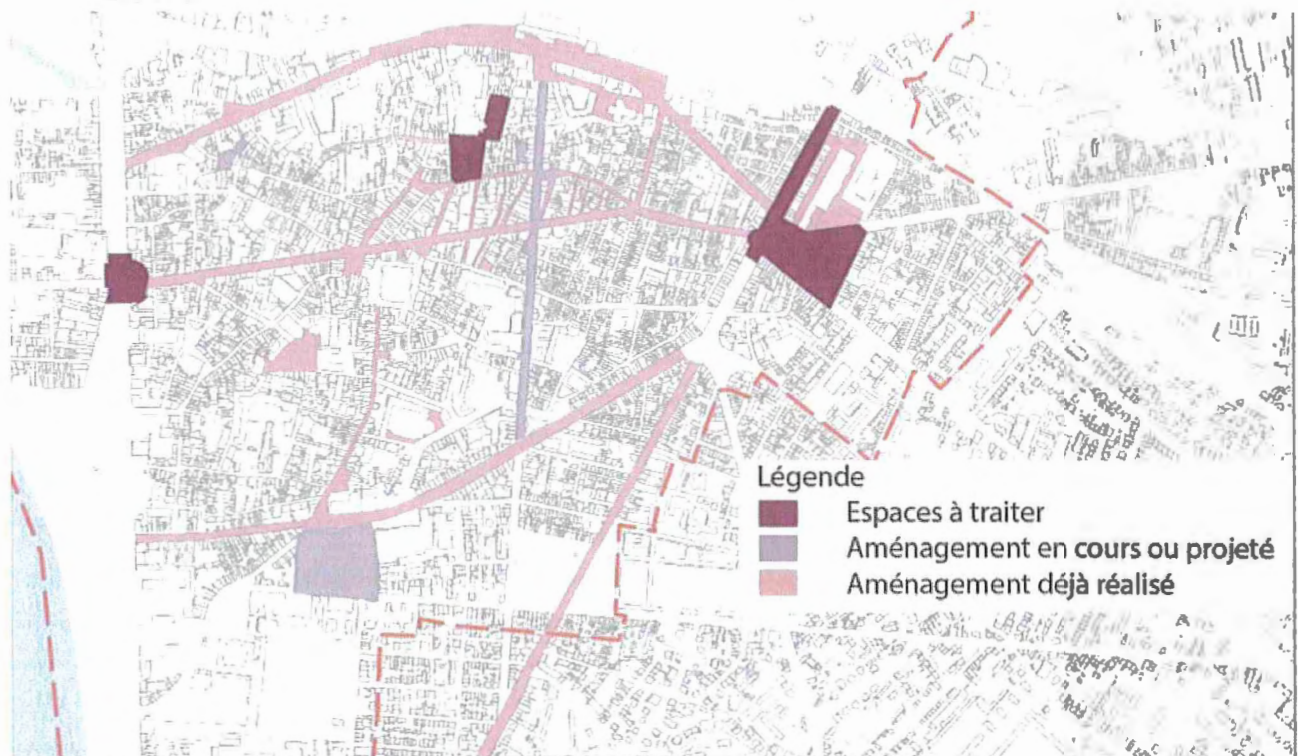 Légende
Espaces à traiter
Aménagement en cours ou projeté
Aménagement déjà réalisé